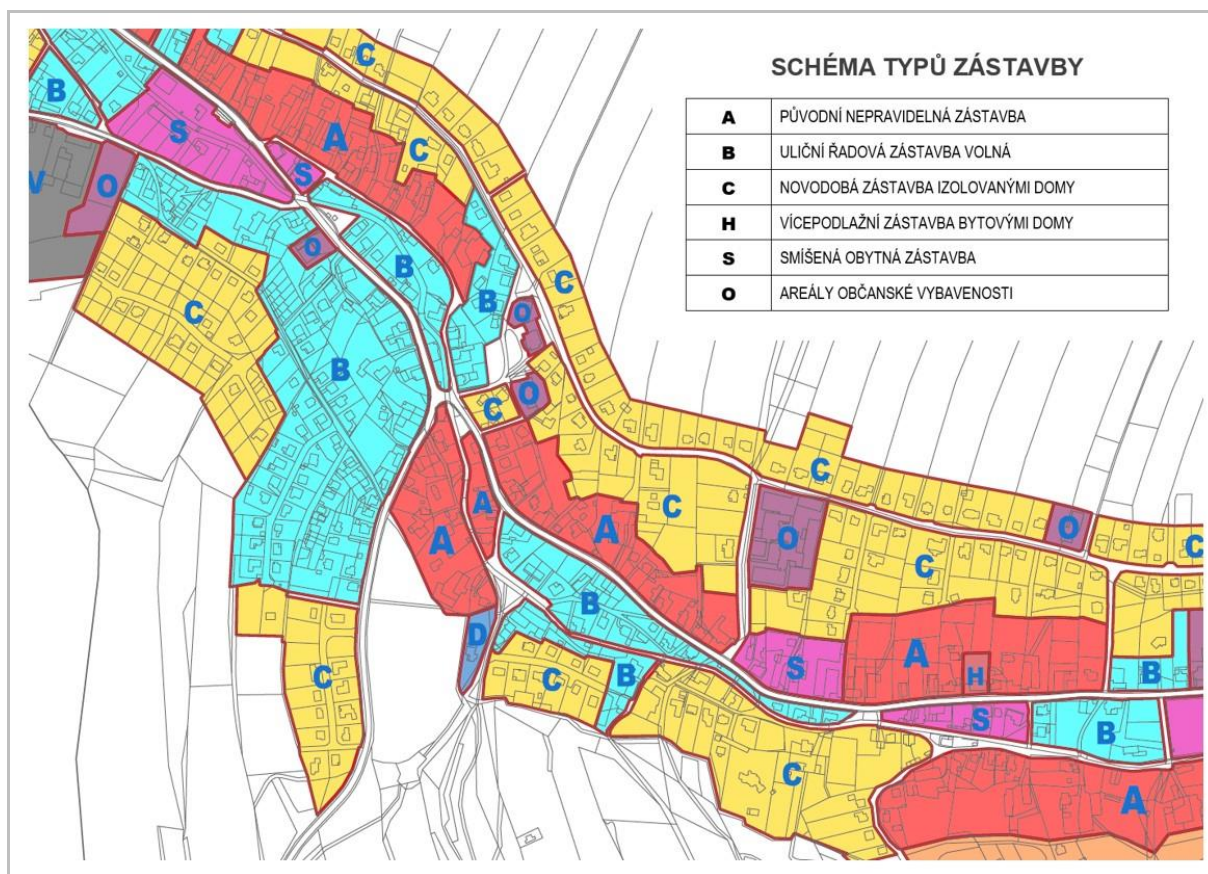 SCHÉMA TYPŮ ZÁSTAVBY
A PŮVODNÍ NEPRAVIDELNÁ ZÁSTAVBA
B ULIČNÍ ŘADOVÁ ZÁSTAVBA VOLNÁ
C NOVODOBÁ ZÁSTAVBA IZOLOVANÝMI DOMY
H VÍCEPODLAŽNÍ ZÁSTAVBA BYTOVÝMI DOMY
S SMÍŠENÁ OBYTNÁ ZÁSTAVBA
O AREÁLY OBČANSKÉ VYBAVENOSTI
C
B
S
A
C
V
O
S
O
B
C
C
B
O
B
O
C
A
A
A
C
C
O
O
C
C
B
D
C
B
C
S
A
H
B
S
B
C
A